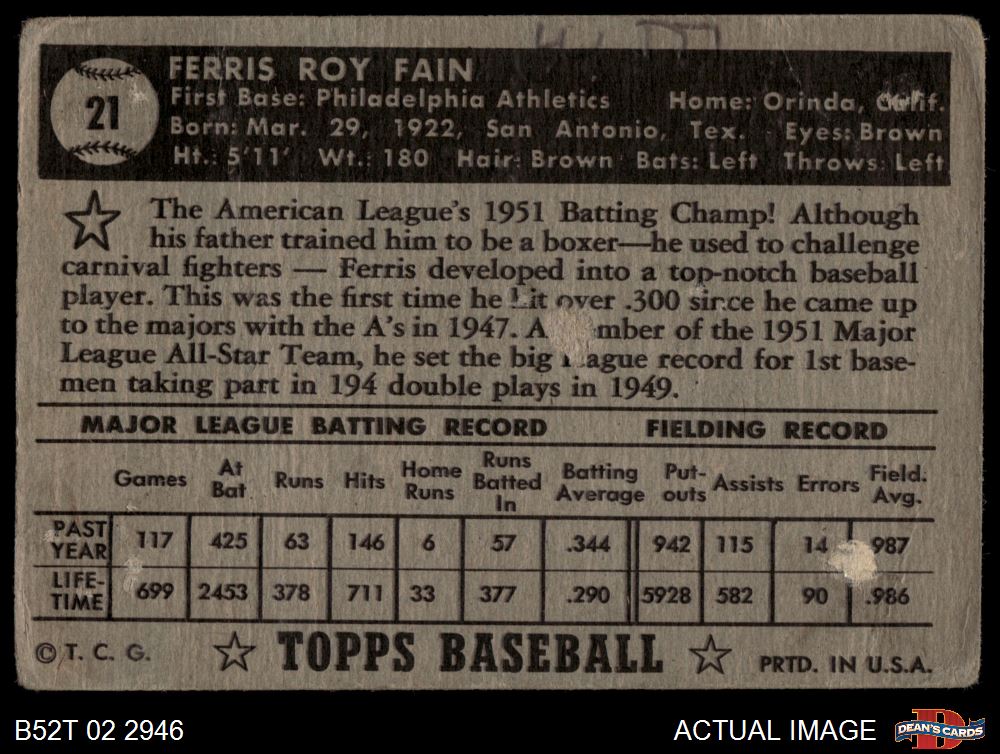 21
FERRIS ROY FAIN
First Base: Philadelphia Athletics Home: Orinda,
Born: Mar. 29, 1922, San Antonio, Tex. Eyes: Brown
Ht.: 5'11" Wt.: 180 Hair: Brown Bats: Left Throws: Left
The American League's 1951 Batting Champ! Although
his father trained him to be a boxer—he used to challenge
carnival fighters — Ferris developed into a top-notch baseball
player. This was the first time he over .300 since he came up
to the majors with the A's in 1947. of the 1951 Major
League All-Star Team, he set the big record for 1st base-
men taking part in 194 double plays in 1949.
MAJOR LEAGUE BATTING RECORD FIELDING RECORD
Games At Bat Runs Hits Home Runs Runs Batted In Batting Average Put-outs Assists Errors Field. Avg.
PAST YEAR 117 425 63 146 6 57 .344 942 115 14 987
LIFE-TIME 699 2453 378 711 33 377 .290 5928 582 90 .986
© T. C. G. TOPPS BASEBALL PRTD. IN U.S.A.
B52T 02 2946 ACTUAL IMAGE DEAN'S CARDS